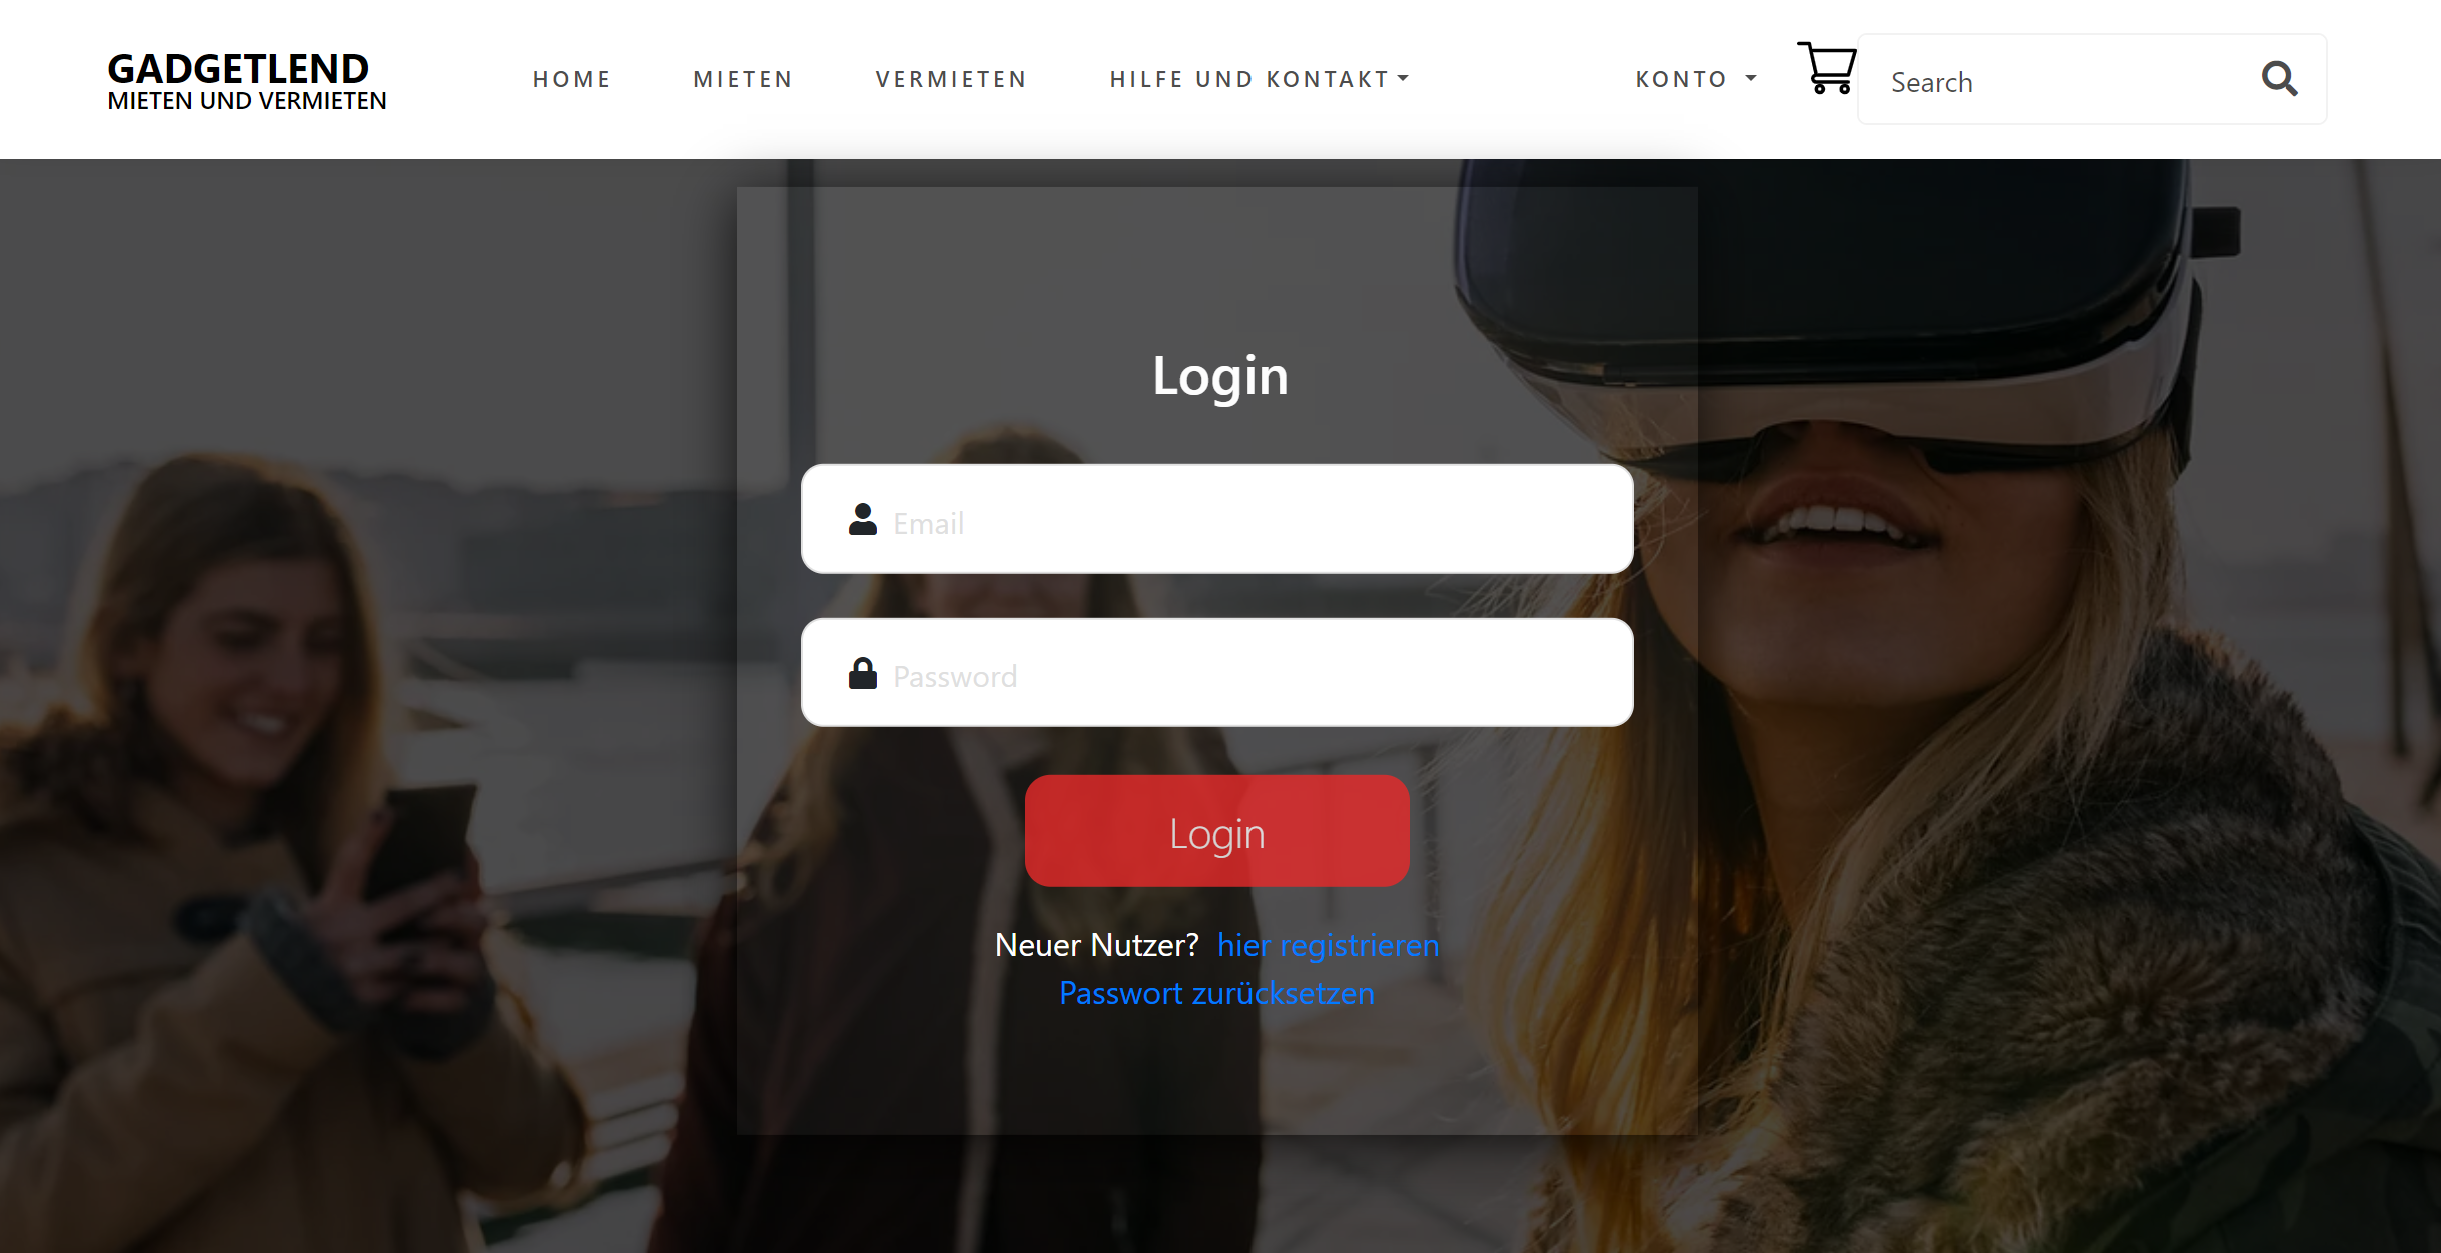 GADGETLEND
MIETEN UND VERMIETEN
HOME
MIETEN
VERMIETEN
HILFE UND KONTAKT
KONTO
Search
Login
Email
Password
Login
Neuer Nutzer? hier registrieren
Passwort zurücksetzen